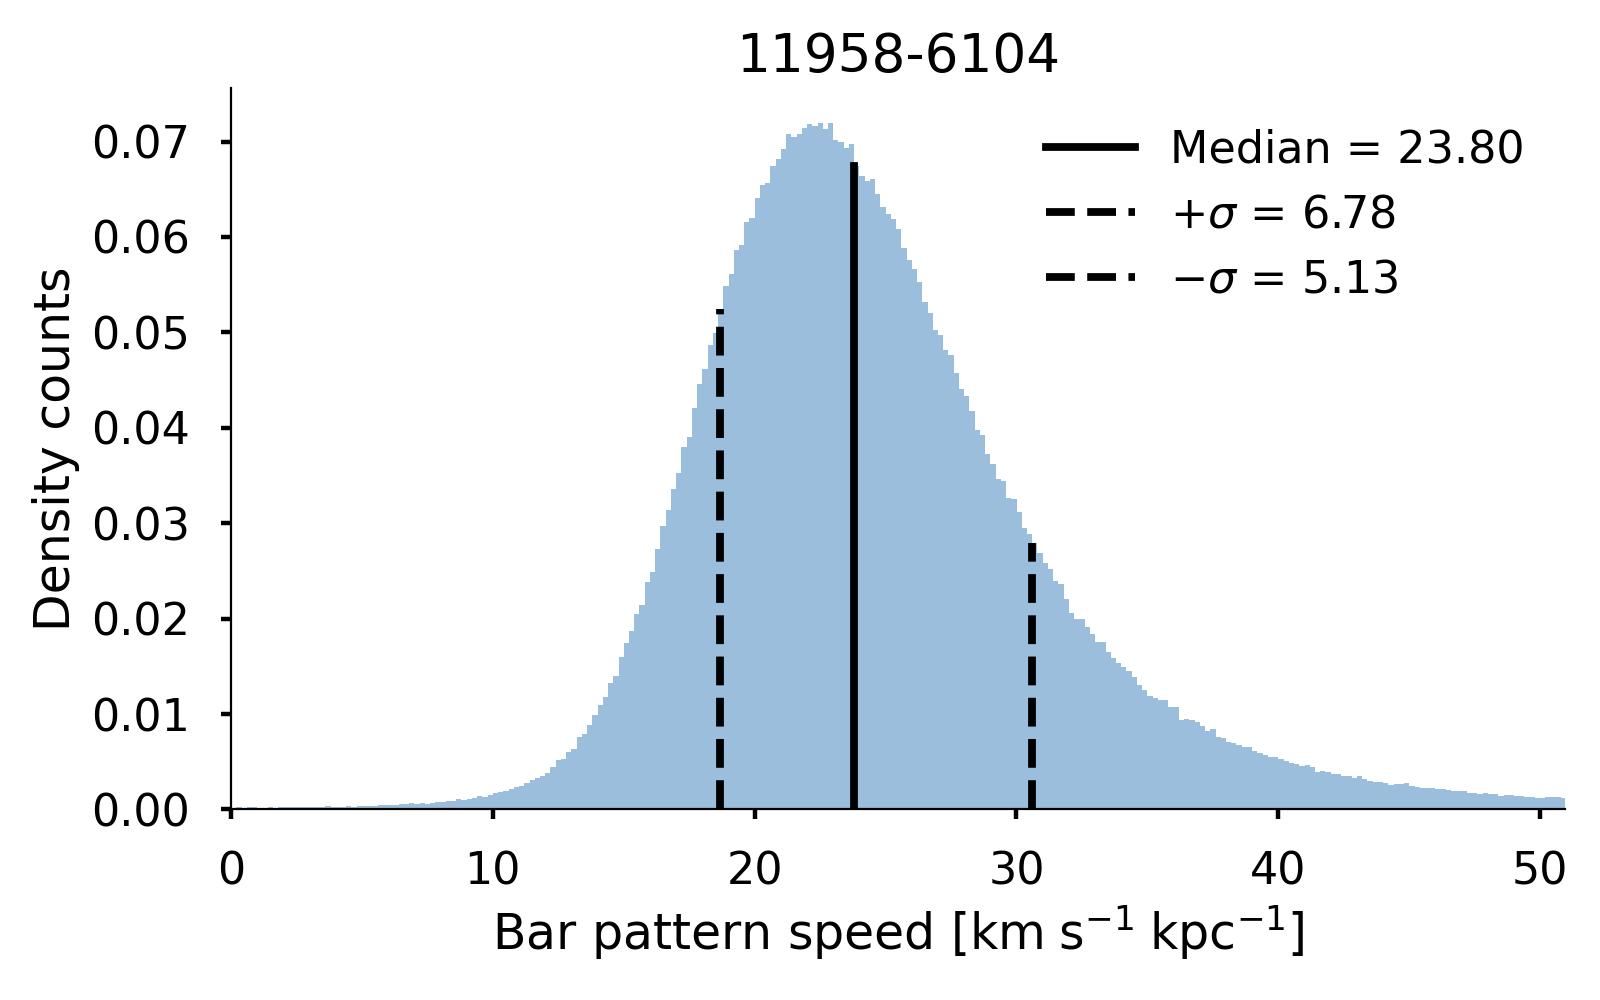 11958-6104
Median = 23.80
+σ = 6.78
−σ = 5.13
Density counts
0.07
0.06
0.05
0.04
0.03
0.02
0.01
0.00
0 10 20 30 40 50
Bar pattern speed [km s⁻¹ kpc⁻¹]